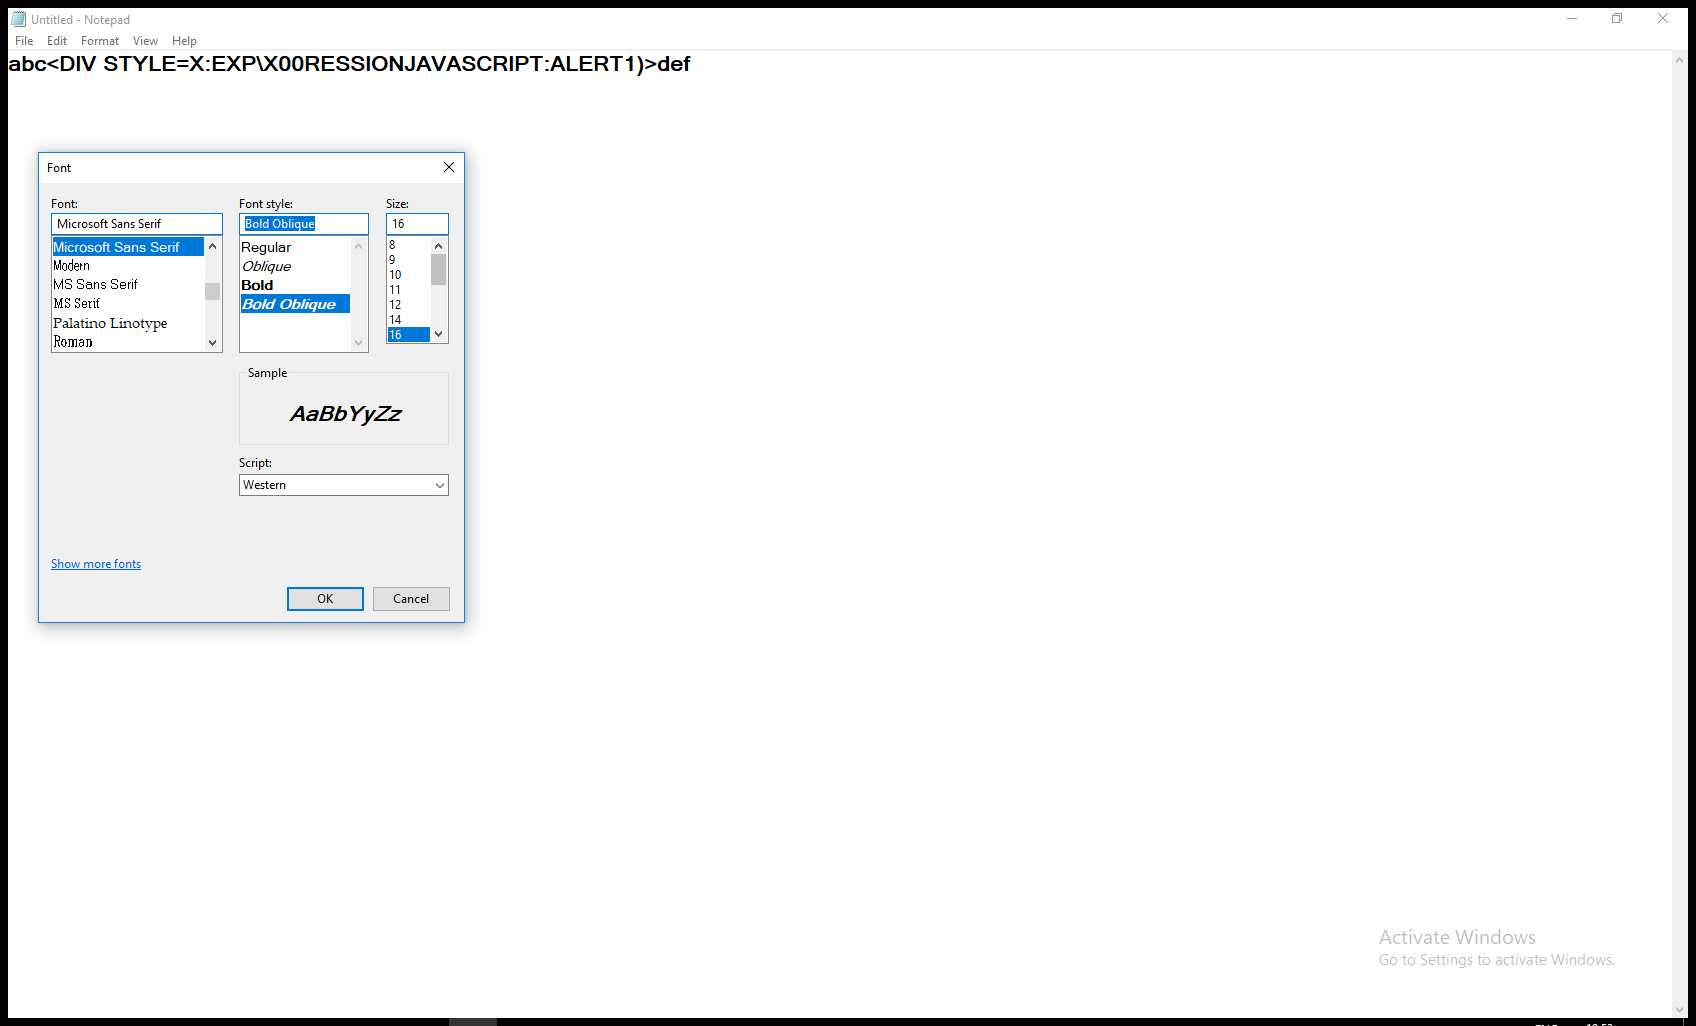 Untitled - Notepad
File Edit Format View Help
abc<DIV STYLE=X:EXP\X00RESSIONJAVASCRIPT:ALERT1)>def
Font
Font: Font style: Size:
Microsoft Sans Serif Bold Oblique 16
Microsoft Sans Serif Regular 8
Modern Oblique 9
MS Sans Serif Bold 10
MS Serif Bold Oblique 11
Palatino Linotype 12
Roman 14
16
Sample
AaBbYyZz
Script:
Western
Show more fonts
OK Cancel
Activate Windows
Go to Settings to activate Windows.